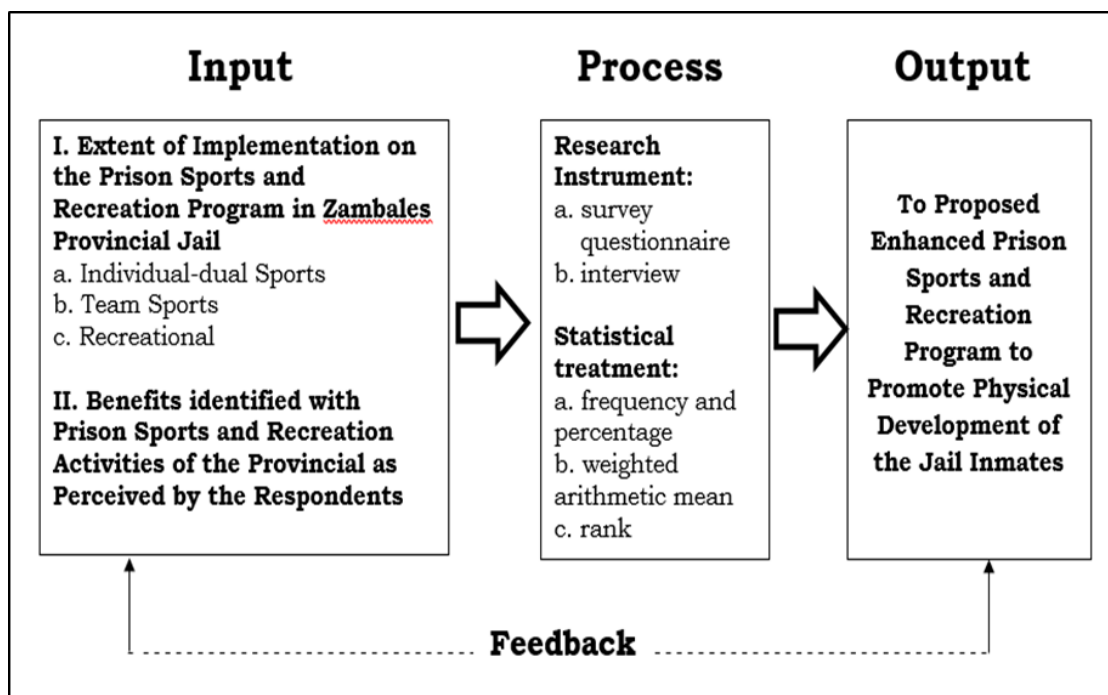 Input
I. Extent of Implementation on
the Prison Sports and
Recreation Program in Zambales
Provincial Jail
a. Individual-dual Sports
b. Team Sports
c. Recreational
II. Benefits identified with
Prison Sports and Recreation
Activities of the Provincial as
Perceived by the Respondents
Process
Research
Instrument:
a. survey
questionnaire
b. interview
Statistical
treatment:
a. frequency and
percentage
b. weighted
arithmetic mean
c. rank
Output
To Proposed
Enhanced Prison
Sports and
Recreation
Program to
Promote Physical
Development of
the Jail Inmates
Feedback